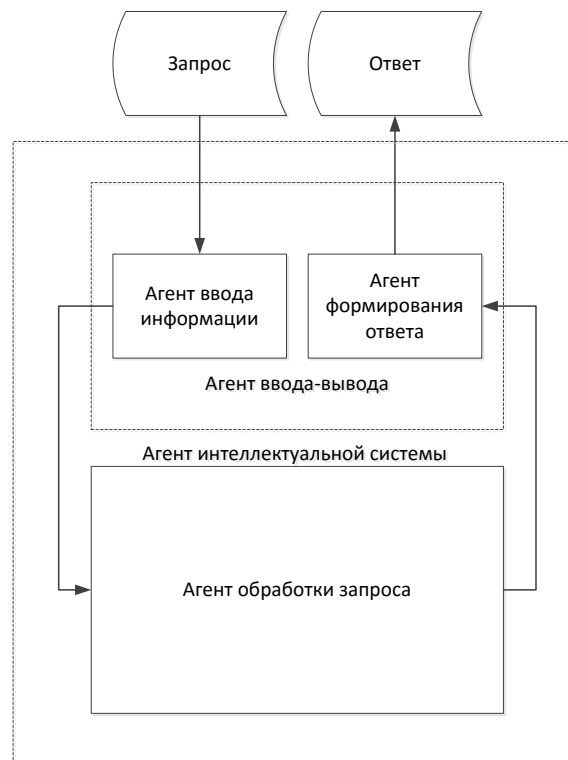 Запрос
Ответ
Агент ввода
информации
Агент
формирования
ответа
Агент ввода-вывода
Агент интеллектуальной системы
Агент обработки запроса